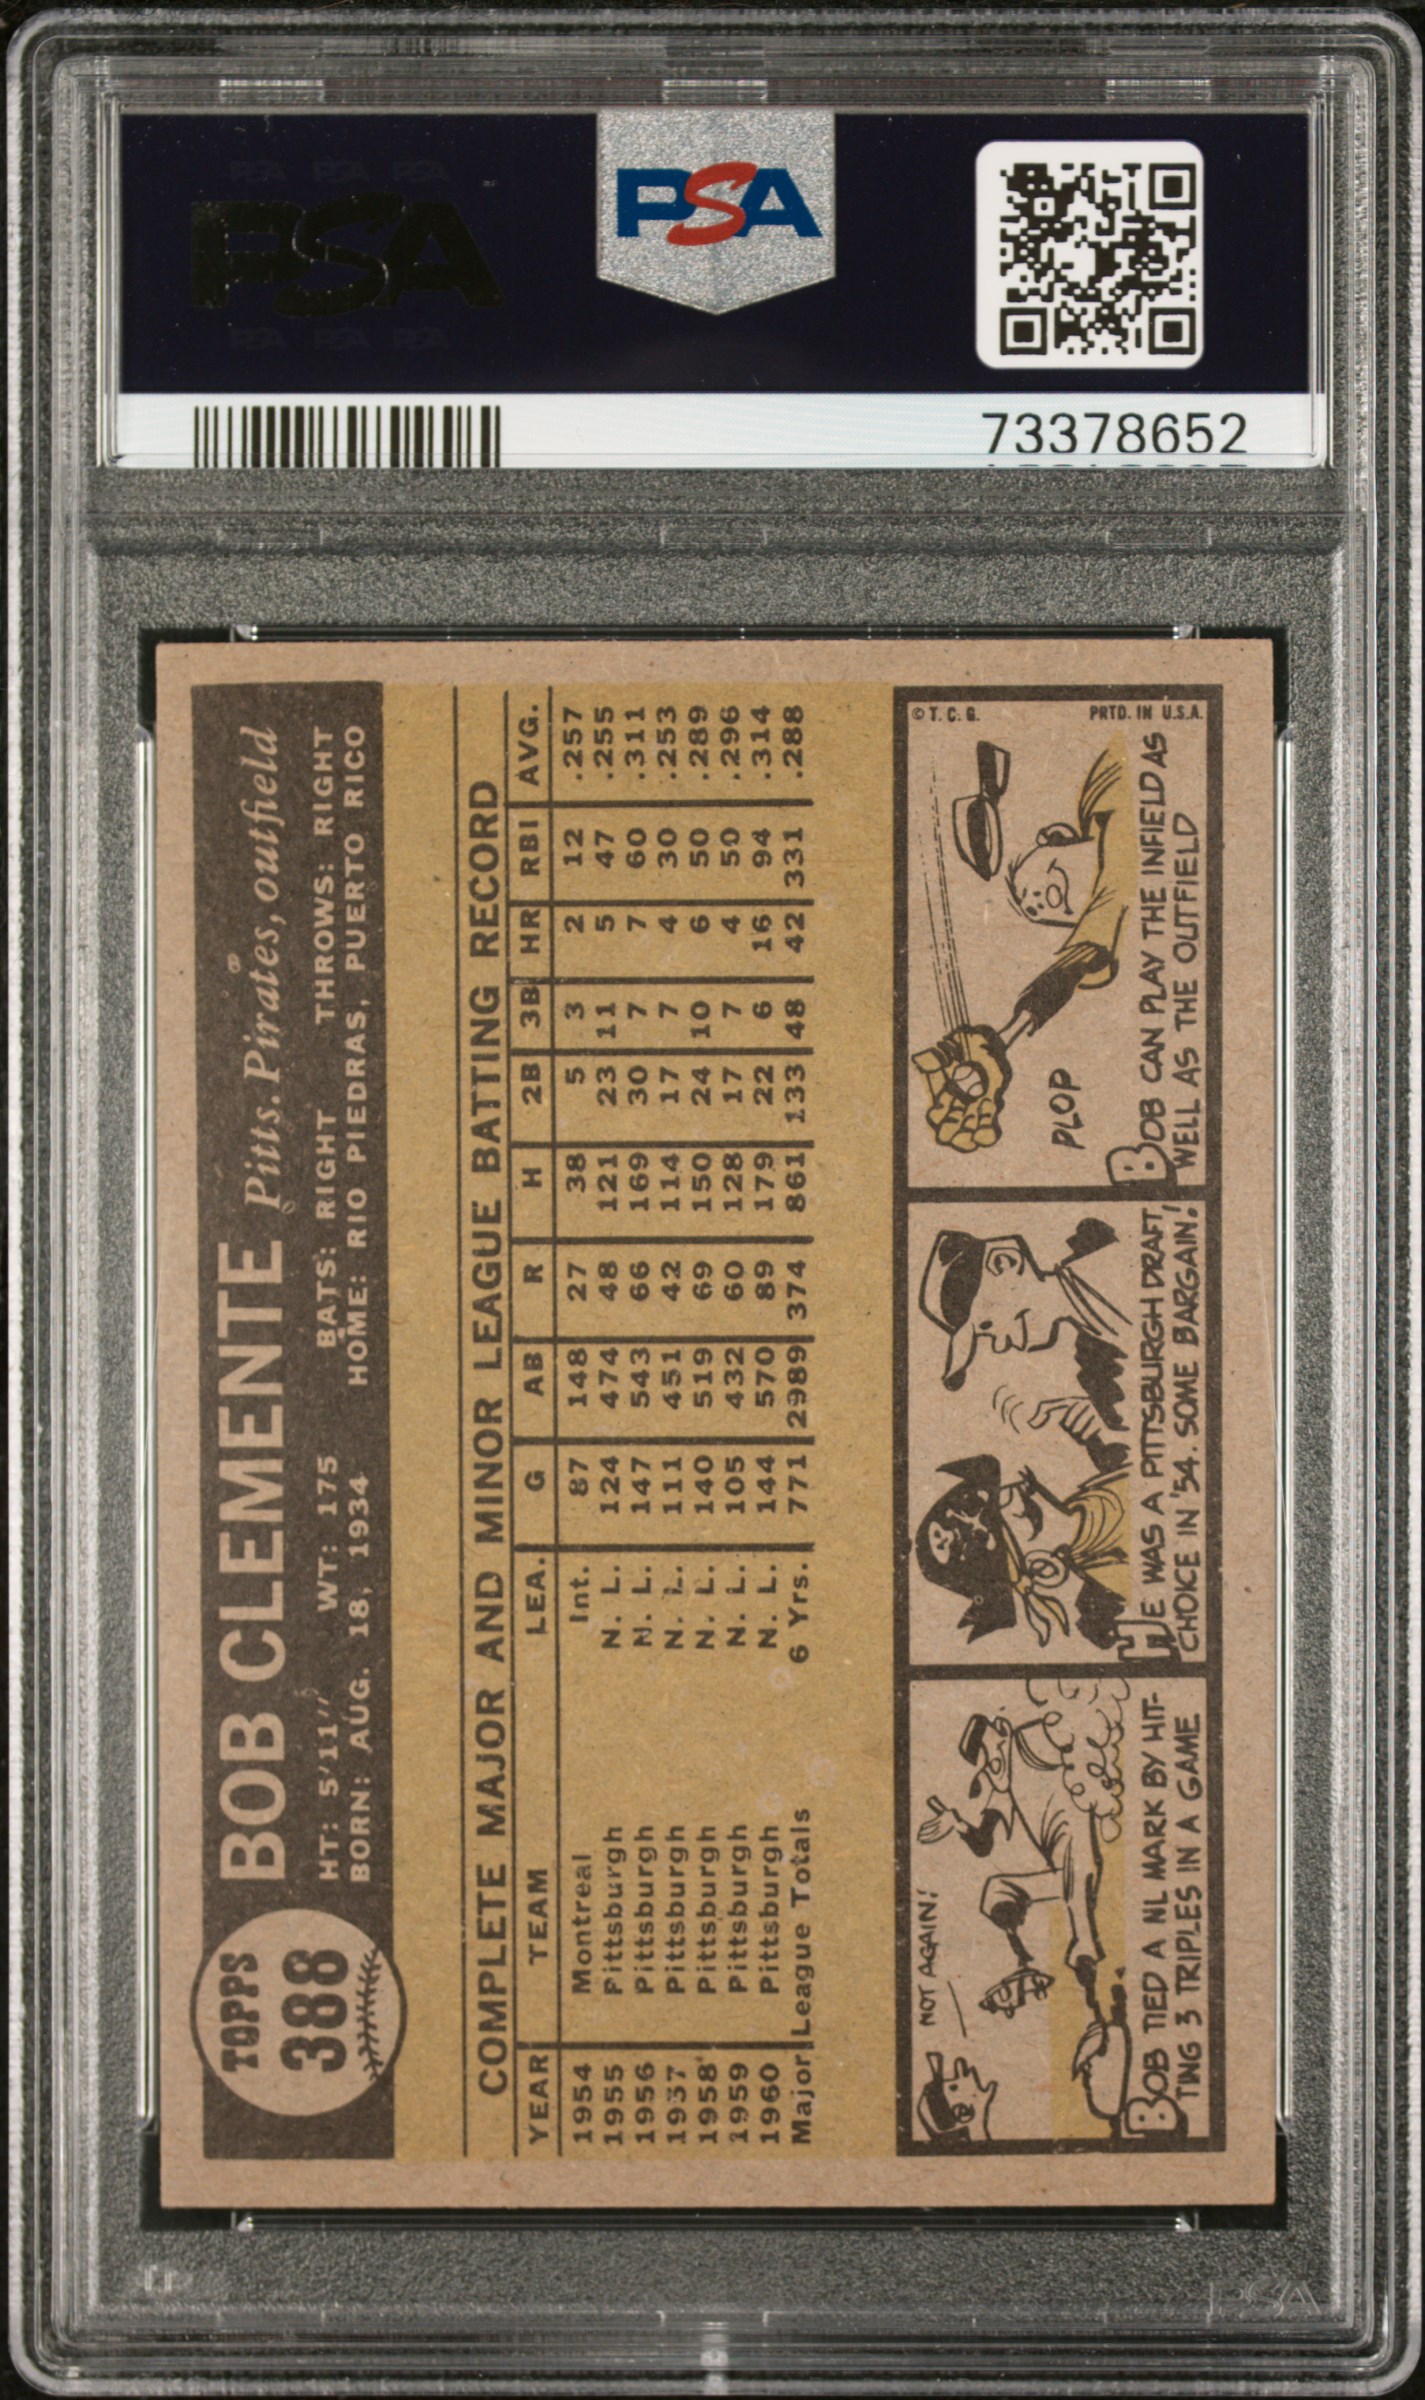 PSA
PSA PSA PSA
PSA
PSA PSA PSA
73378652
TOPPS
388
BOB CLEMENTE Pitts. Pirates, outfield
HT: 5'11" WT: 175 BATS: RIGHT THROWS: RIGHT
BORN: AUG. 18, 1934 HOME: RIO PIEDRAS, PUERTO RICO
COMPLETE MAJOR AND MINOR LEAGUE BATTING RECORD
YEAR TEAM LEA. G AB R H 2B 3B HR RBI AVG.
1954 Montreal Int. 87 148 27 38 5 3 2 12 .257
1955 Pittsburgh N. L. 124 474 48 121 23 11 5 47 .255
1956 Pittsburgh N. L. 147 543 66 169 30 7 7 60 .311
1957 Pittsburgh N. L. 111 451 42 114 17 7 4 30 .253
1958 Pittsburgh N. L. 140 519 69 150 24 10 6 50 .289
1959 Pittsburgh N. L. 105 432 60 128 17 7 4 50 .296
1960 Pittsburgh N. L. 144 570 89 179 22 6 16 94 .314
Major League Totals 6 Yrs. 771 2989 374 861 133 48 42 331 .288
NOT AGAIN!
BOB TIED A NL MARK BY HIT-
TING 3 TRIPLES IN A GAME.
HE WAS A PITTSBURGH DRAFT
CHOICE IN '54. SOME BARGAIN!
© T. C. G. PRTD. IN U.S.A.
PLOP
BOB CAN PLAY THE INFIELD AS
WELL AS THE OUTFIELD
PSA